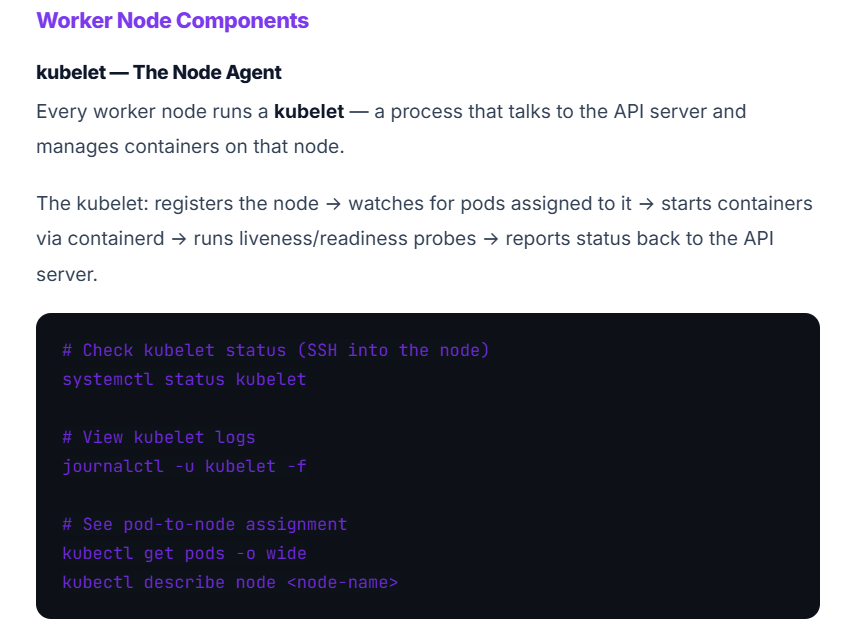 Worker Node Components
kubelet — The Node Agent
Every worker node runs a kubelet — a process that talks to the API server and
manages containers on that node.
The kubelet: registers the node → watches for pods assigned to it → starts containers
via containerd → runs liveness/readiness probes → reports status back to the API
server.
# Check kubelet status (SSH into the node)
systemctl status kubelet
# View kubelet logs
journalctl -u kubelet -f
# See pod-to-node assignment
kubectl get pods -o wide
kubectl describe node <node-name>